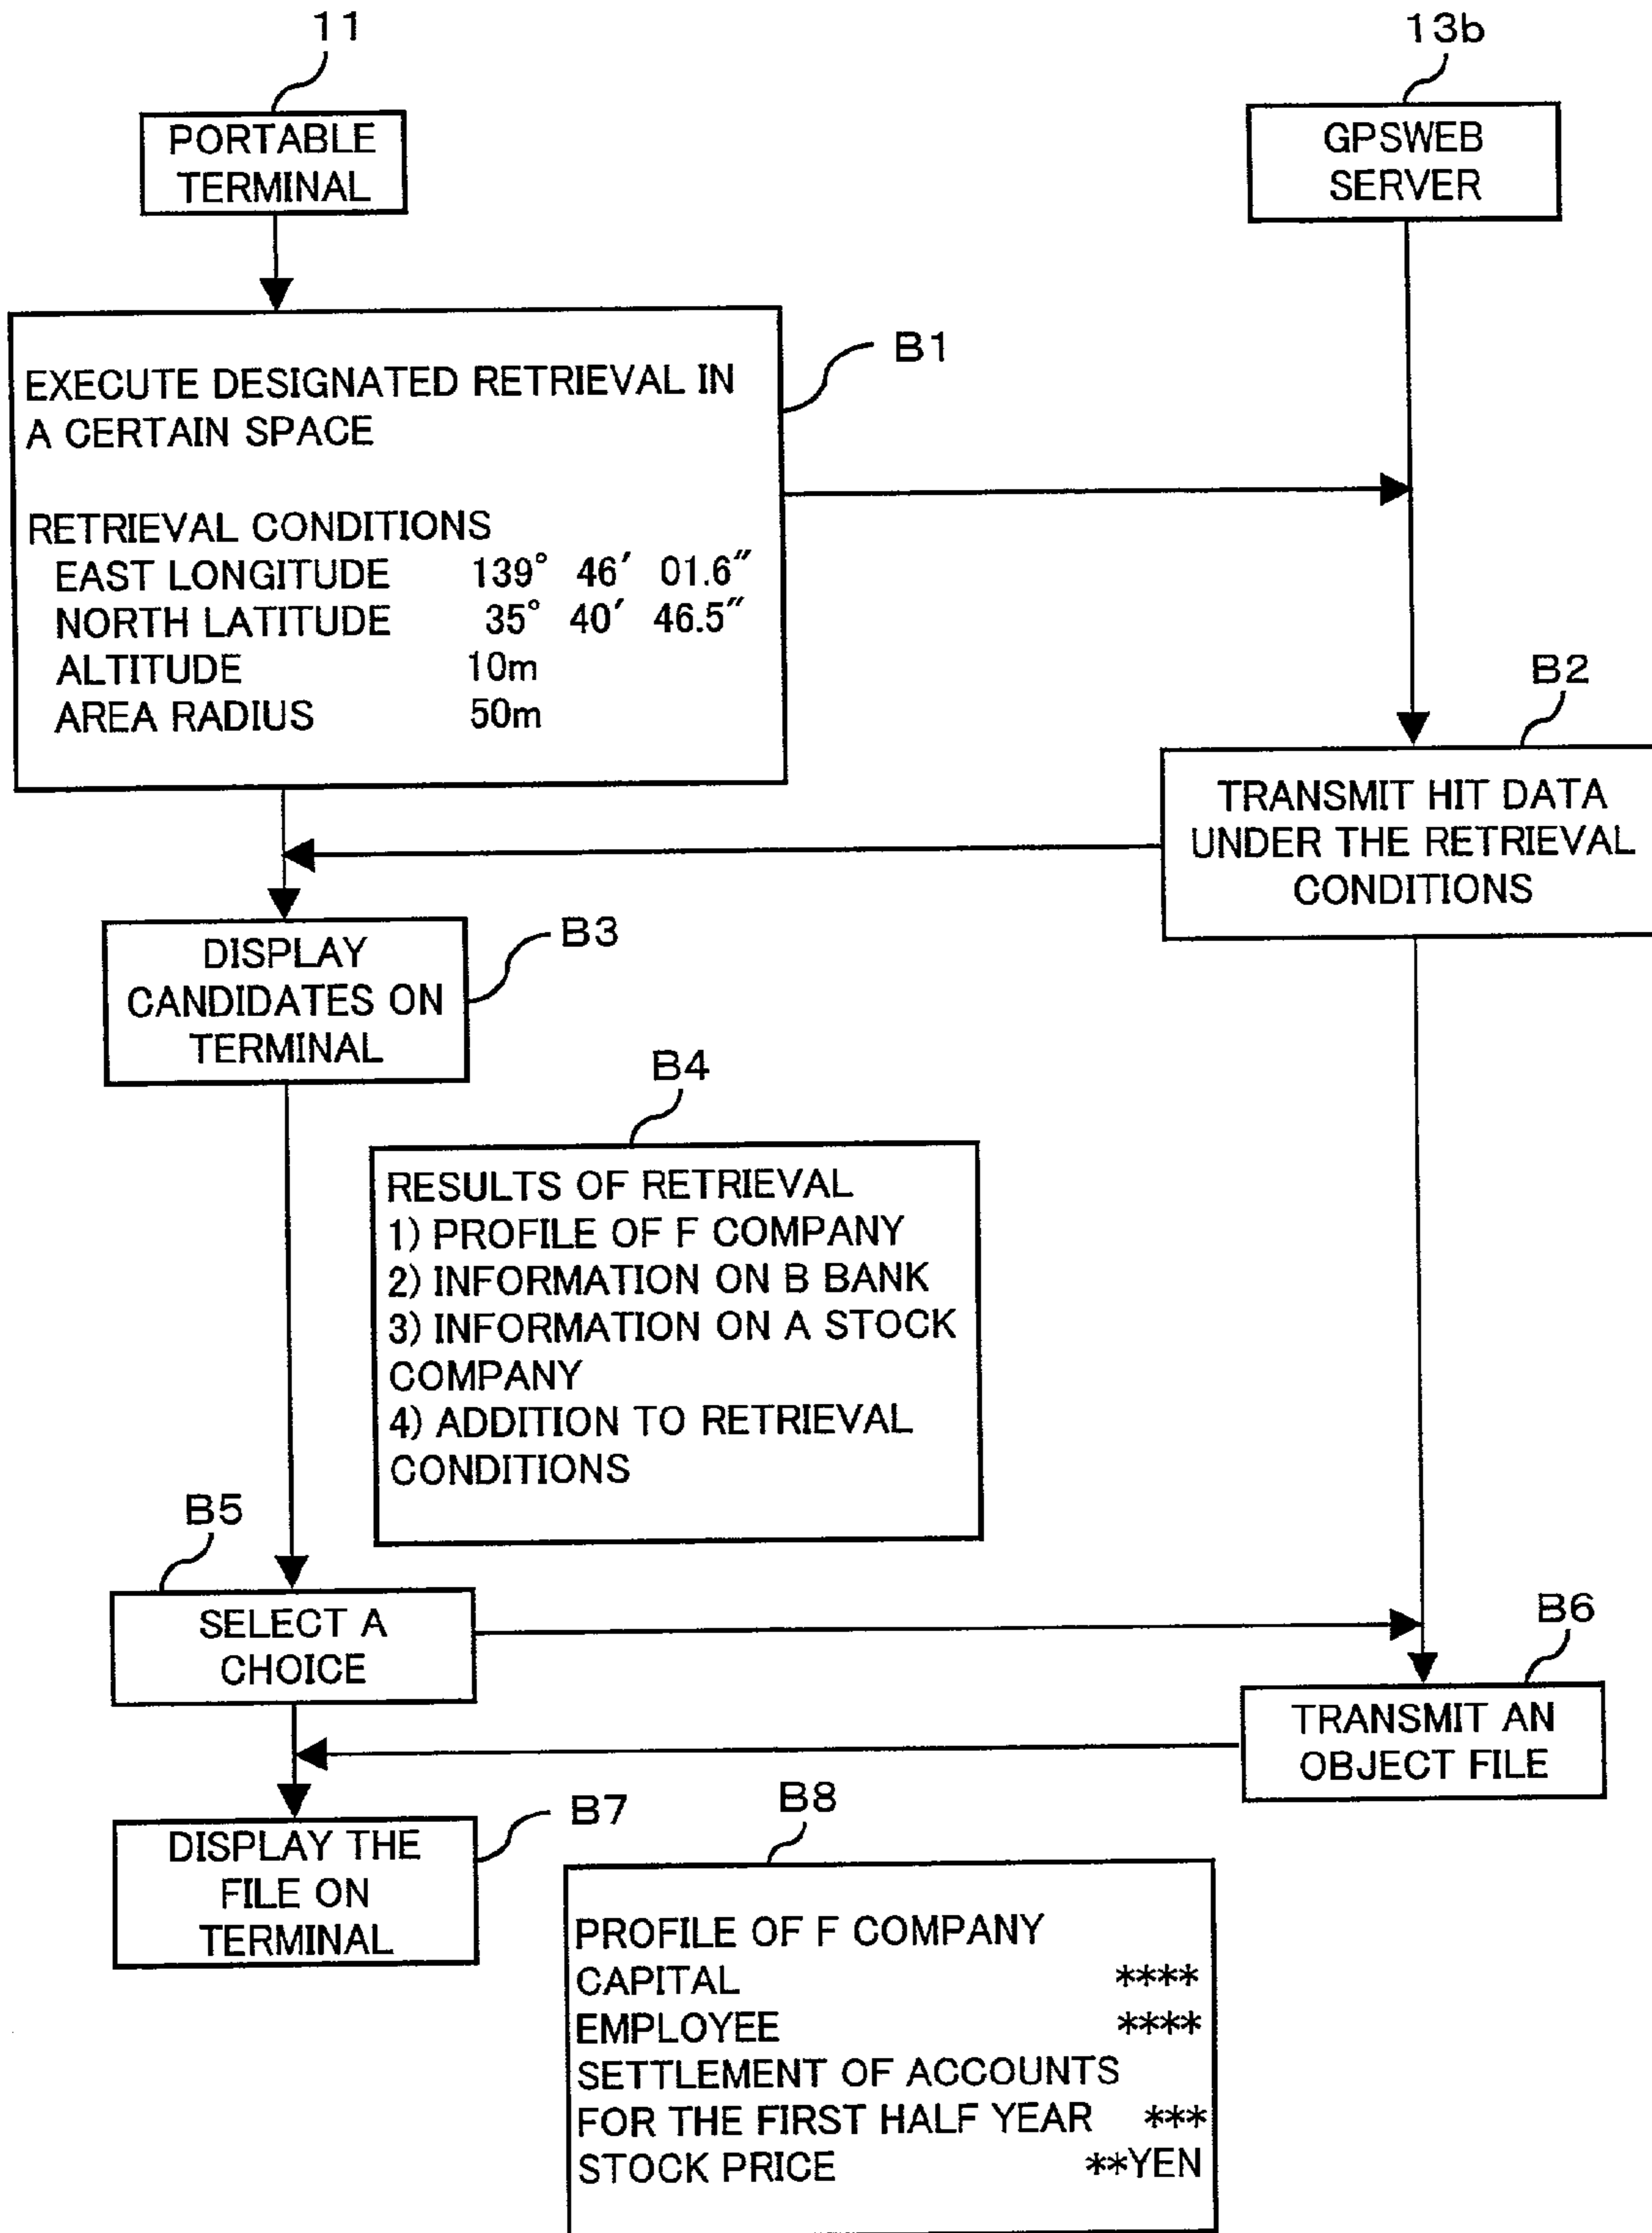 11
13b
PORTABLE
TERMINAL
GPSWEB
SERVER
B1
EXECUTE DESIGNATED RETRIEVAL IN
A CERTAIN SPACE
RETRIEVAL CONDITIONS
EAST LONGITUDE 139° 46′ 01.6″
NORTH LATITUDE 35° 40′ 46.5″
ALTITUDE 10m
AREA RADIUS 50m
B2
TRANSMIT HIT DATA
UNDER THE RETRIEVAL
CONDITIONS
B3
DISPLAY
CANDIDATES ON
TERMINAL
B4
RESULTS OF RETRIEVAL
1) PROFILE OF F COMPANY
2) INFORMATION ON B BANK
3) INFORMATION ON A STOCK
COMPANY
4) ADDITION TO RETRIEVAL
CONDITIONS
B5
SELECT A
CHOICE
B6
TRANSMIT AN
OBJECT FILE
B7
DISPLAY THE
FILE ON
TERMINAL
B8
PROFILE OF F COMPANY
CAPITAL ****
EMPLOYEE ****
SETTLEMENT OF ACCOUNTS
FOR THE FIRST HALF YEAR ***
STOCK PRICE **YEN